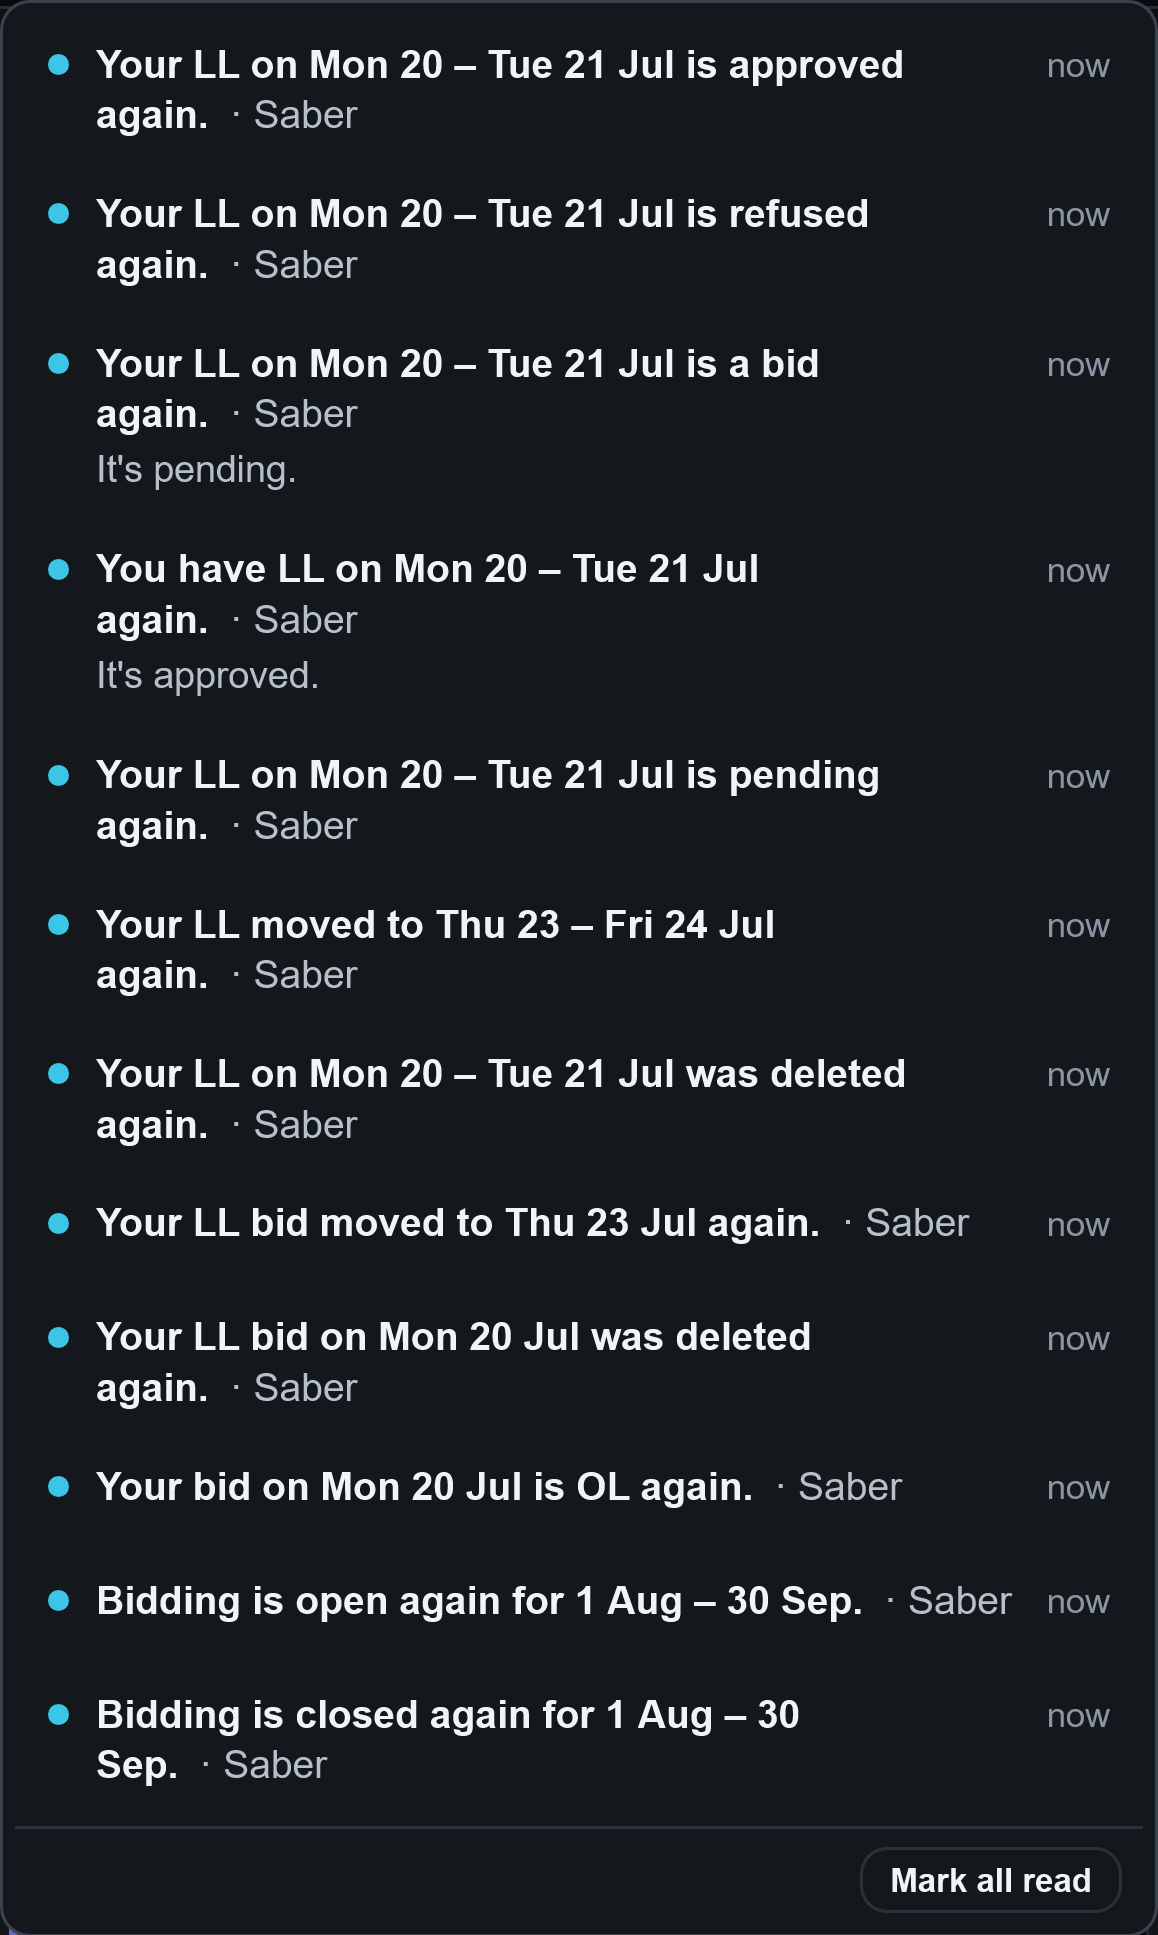 Your LL on Mon 20 – Tue 21 Jul is approved now
again. · Saber
Your LL on Mon 20 – Tue 21 Jul is refused now
again. · Saber
Your LL on Mon 20 – Tue 21 Jul is a bid now
again. · Saber
It's pending.
You have LL on Mon 20 – Tue 21 Jul now
again. · Saber
It's approved.
Your LL on Mon 20 – Tue 21 Jul is pending now
again. · Saber
Your LL moved to Thu 23 – Fri 24 Jul now
again. · Saber
Your LL on Mon 20 – Tue 21 Jul was deleted now
again. · Saber
Your LL bid moved to Thu 23 Jul again. · Saber now
Your LL bid on Mon 20 Jul was deleted now
again. · Saber
Your bid on Mon 20 Jul is OL again. · Saber now
Bidding is open again for 1 Aug – 30 Sep. · Saber now
Bidding is closed again for 1 Aug – 30 now
Sep. · Saber
Mark all read